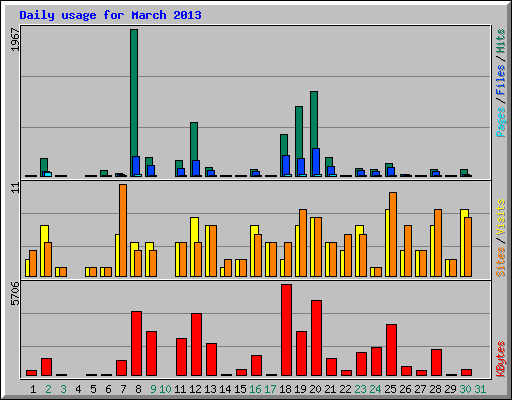 Daily usage for March 2013
1967
Pages / Files / Hits
11
Sites / Visits
5706
KBytes
1 2 3 4 5 6 7 8 9 10 11 12 13 14 15 16 17 18 19 20 21 22 23 24 25 26 27 28 29 30 31